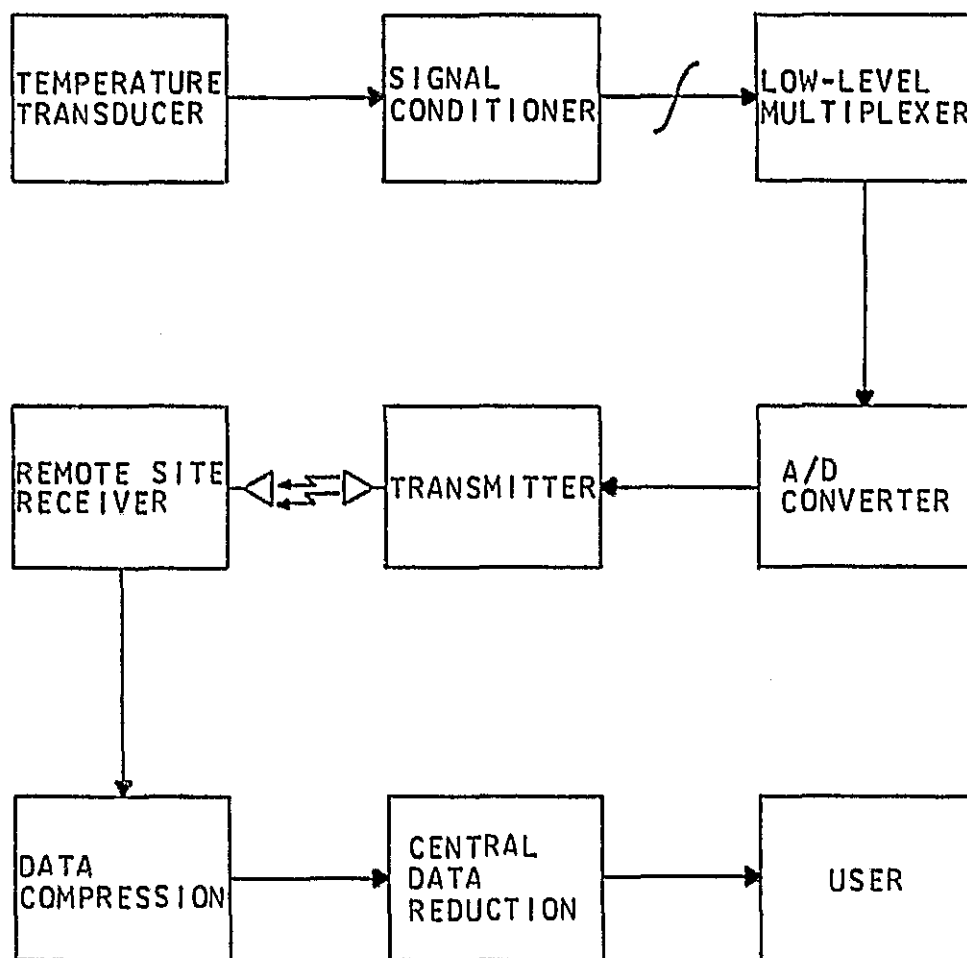 TEMPERATURE
TRANSDUCER
SIGNAL
CONDITIONER
LOW-LEVEL
MULTIPLEXER
REMOTE SITE
RECEIVER
TRANSMITTER
A/D
CONVERTER
DATA
COMPRESSION
CENTRAL
DATA
REDUCTION
USER